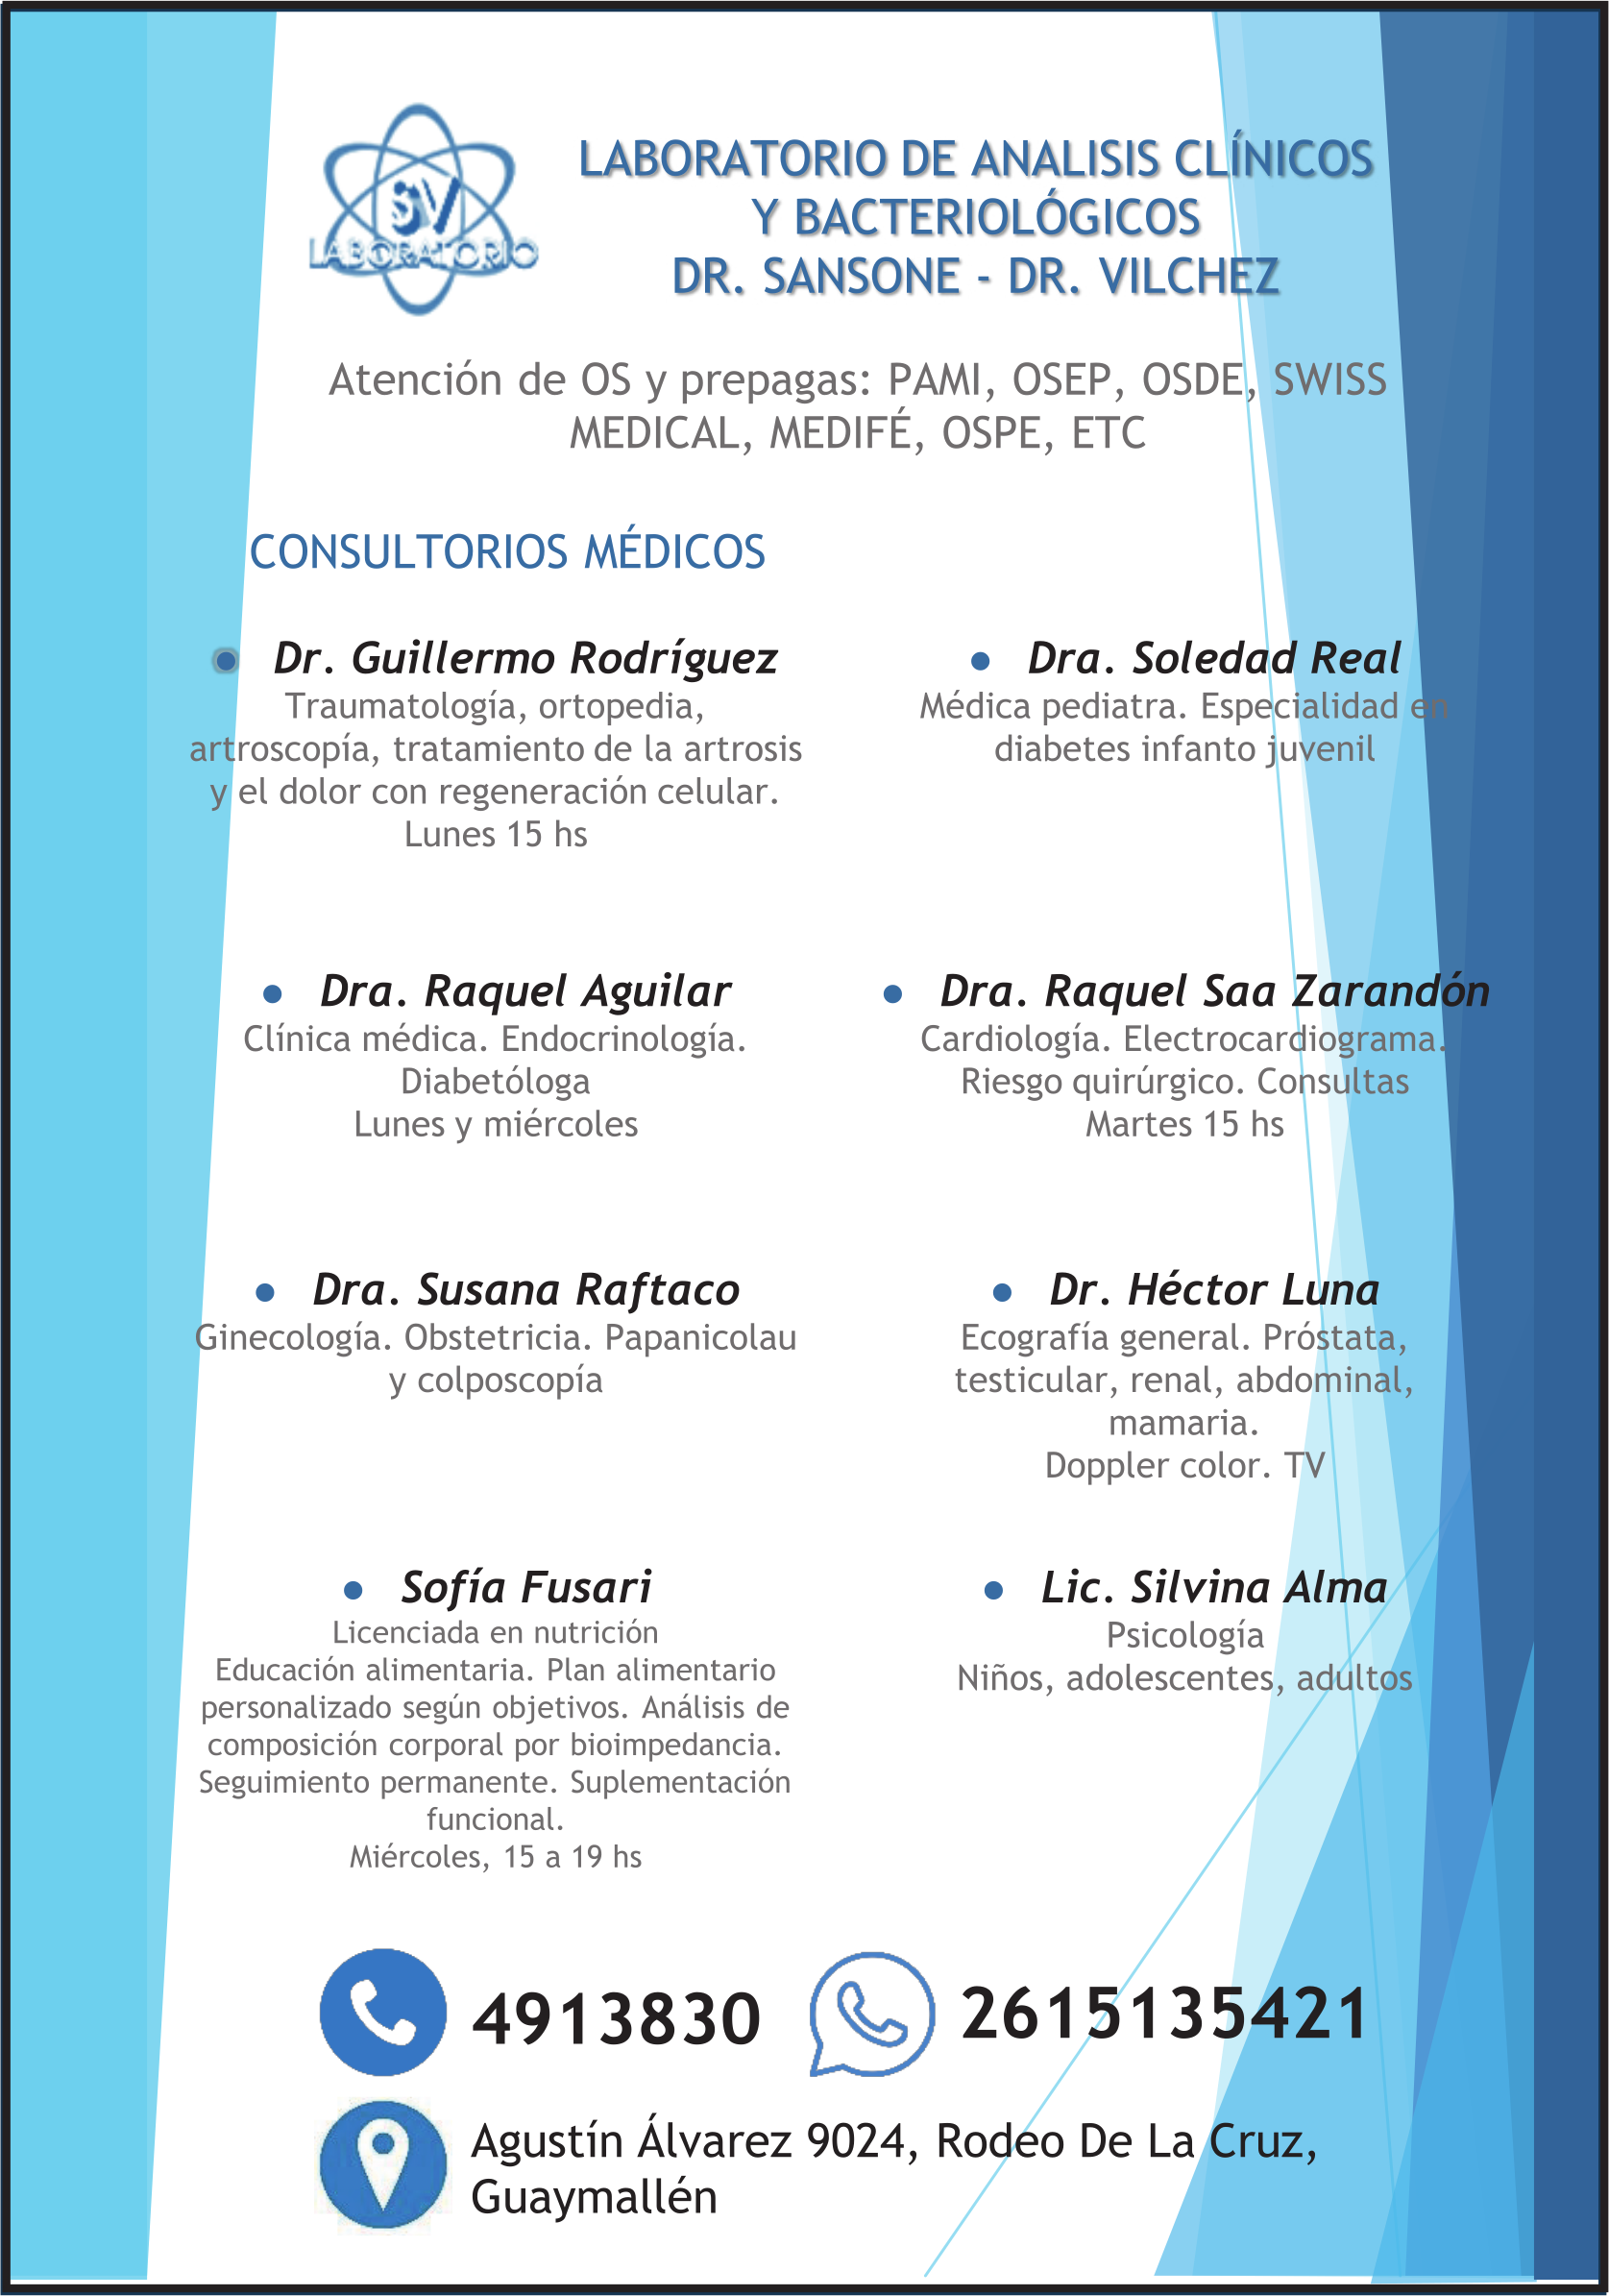 SV
LABORATORIO
LABORATORIO DE ANALISIS CLÍNICOS
Y BACTERIOLÓGICOS
DR. SANSONE - DR. VILCHEZ
Atención de OS y prepagas: PAMI, OSEP, OSDE, SWISS
MEDICAL, MEDIFÉ, OSPE, ETC
CONSULTORIOS MÉDICOS
• Dr. Guillermo Rodríguez
Traumatología, ortopedia,
artroscopía, tratamiento de la artrosis
y el dolor con regeneración celular.
Lunes 15 hs
• Dra. Soledad Real
Médica pediatra. Especialidad en
diabetes infanto juvenil
• Dra. Raquel Aguilar
Clínica médica. Endocrinología.
Diabetóloga
Lunes y miércoles
• Dra. Raquel Saa Zarandón
Cardiología. Electrocardiograma.
Riesgo quirúrgico. Consultas
Martes 15 hs
• Dra. Susana Raftaco
Ginecología. Obstetricia. Papanicolau
y colposcopía
• Dr. Héctor Luna
Ecografía general. Próstata,
testicular, renal, abdominal,
mamaria.
Doppler color. TV
• Sofía Fusari
Licenciada en nutrición
Educación alimentaria. Plan alimentario
personalizado según objetivos. Análisis de
composición corporal por bioimpedancia.
Seguimiento permanente. Suplementación
funcional.
Miércoles, 15 a 19 hs
• Lic. Silvina Alma
Psicología
Niños, adolescentes, adultos
4913830
2615135421
Agustín Álvarez 9024, Rodeo De La Cruz,
Guaymallén